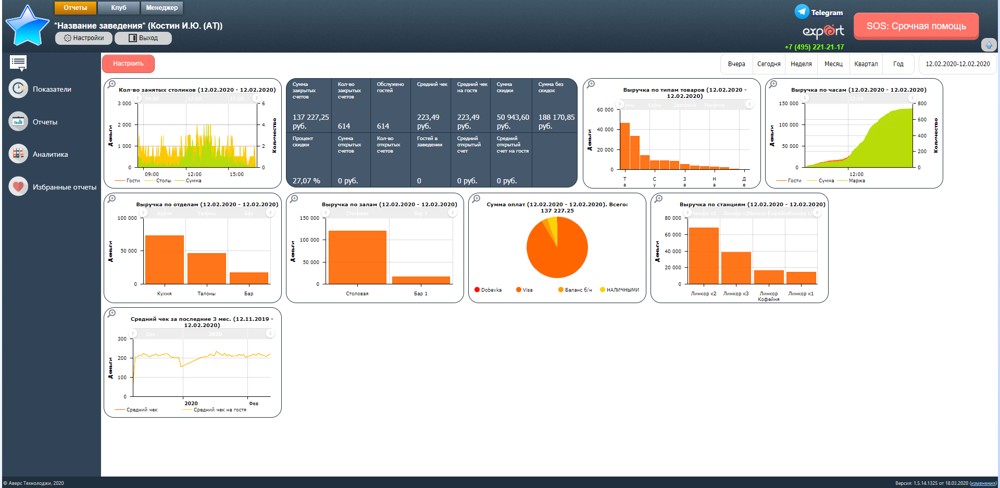 Отчеты Клуб Менеджер
*Название заведения* (Костин И.Ю. (АТ))
Настройки Выход
Telegram
expert
+7 (495) 221-21-17
SOS: Срочная помощь
Показатели
Отчеты
Аналитика
Избранные отчеты
Настроить
Вчера Сегодня Неделя Месяц Квартал Год 12.02.2020-12.02.2020
Кол-во занятых столиков (12.02.2020 - 12.02.2020)
09:00 12:00 15:00
3 000 6
2 000 4
1 000 2
0 0
Деньги
Количество
09:00 12:00 15:00
Гости Столы Сумма
Сумма закрытых счетов
137 227,25 руб.
Кол-во закрытых счетов
614
Обслужено гостей
614
Средний чек
223,49 руб.
Средний чек на гостя
223,49 руб.
Сумма скидки
50 943,60 руб.
Сумма без скидок
188 170,85 руб.
Процент скидки
27,07 %
Сумма открытых счетов
0 руб.
Кол-во открытых счетов
Гостей в заведении
0
Средний открытый счет
0 руб.
Средний открытый счет на гостя
0 руб.
Выручка по типам товаров (12.02.2020 -
12.02.2020)
Супы Завтраки Напитки
60 000
40 000
20 000
0
Деньги
Та Су За На Де
Выручка по часам (12.02.2020 - 12.02.2020)
12:00
150 000 800
100 000 600
50 000 400
0 200
0
Деньги
Количество
12:00
Гости Сумма Маржа
Выручка по отделам (12.02.2020 - 12.02.2020)
Кухня Талоны Бар
100 000
50 000
0
Деньги
Кухня Талоны Бар
Выручка по залам (12.02.2020 - 12.02.2020)
Столовая Бар 1
150 000
100 000
50 000
0
Деньги
Столовая Бар 1
Сумма оплат (12.02.2020 - 12.02.2020). Всего:
137 227.25
Dobavka Visa Баланс б/н НАЛИЧНЫМИ
Выручка по станциям (12.02.2020 - 12.02.2020)
80 000
60 000
40 000
20 000
0
Деньги
Линкор к2 Линкор к3 Линкор Кофейня Линкор к1
Средний чек за последние 3 мес. (12.11.2019 -
12.02.2020)
Дек 2020
300
200
100
0
Деньги
2020 Фев
Средний чек Средний чек на гостя
© Аверс Технолоджи, 2020
Версия: 1.5.14.1325 от 18.03.2020 (изменения)